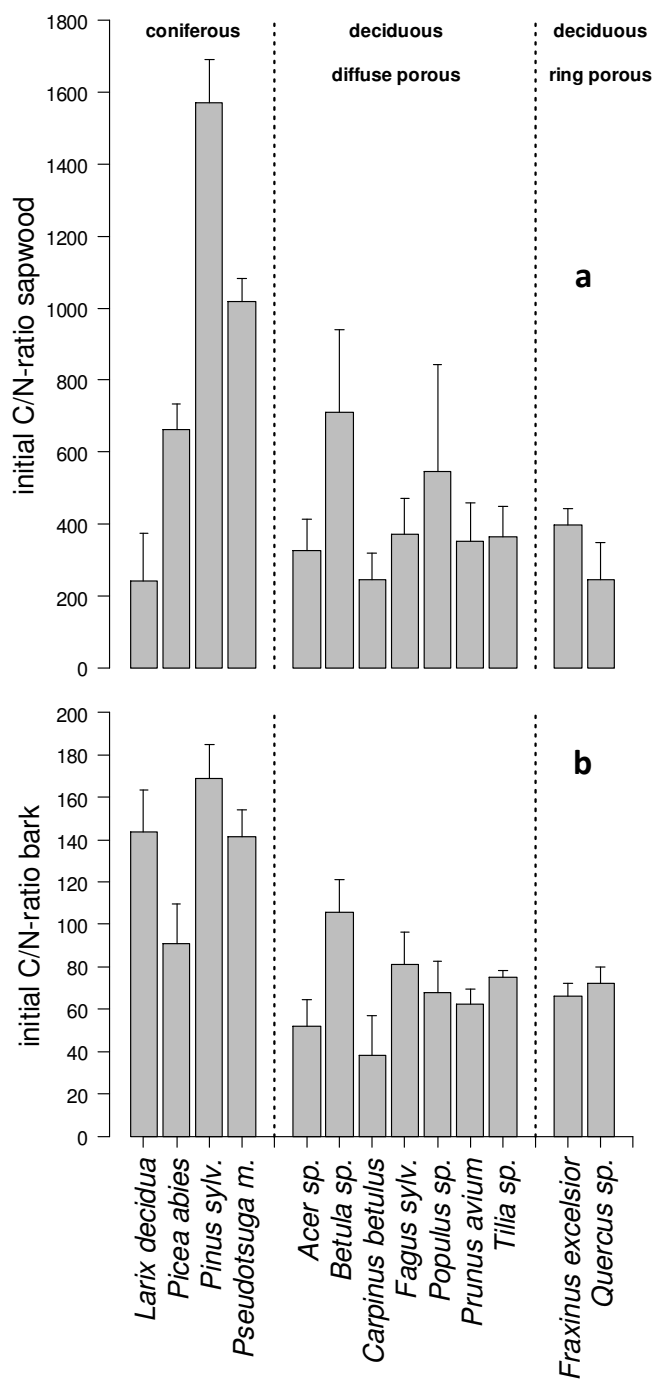 coniferous
deciduous
deciduous
diffuse porous
ring porous
initial C/N-ratio sapwood
1800
1600
1400
1200
1000
800
600
400
200
0
a
initial C/N-ratio bark
200
180
160
140
120
100
80
60
40
20
0
b
Larix decidua
Picea abies
Pinus sylv.
Pseudotsuga m.
Acer sp.
Betula sp.
Carpinus betulus
Fagus sylv.
Populus sp.
Prunus avium
Tilia sp.
Fraxinus excelsior
Quercus sp.